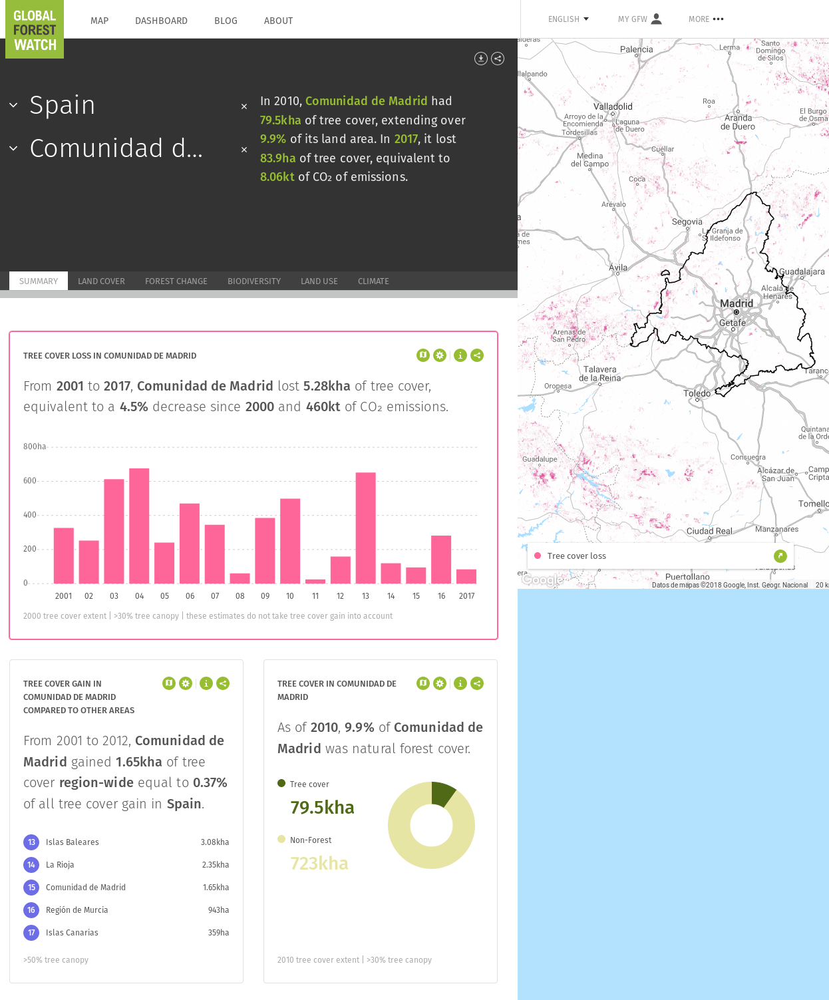 GLOBAL
FOREST
WATCH
MAP
DASHBOARD
BLOG
ABOUT
ENGLISH
MY GFW
MORE
Spain
Comunidad d...
In 2010, Comunidad de Madrid had
79.5kha of tree cover, extending over
9.9% of its land area. In 2017, it lost
83.9ha of tree cover, equivalent to
8.06kt of CO₂ of emissions.
SUMMARY
LAND COVER
FOREST CHANGE
BIODIVERSITY
LAND USE
CLIMATE
TREE COVER LOSS IN COMUNIDAD DE MADRID
From 2001 to 2017, Comunidad de Madrid lost 5.28kha of tree cover,
equivalent to a 4.5% decrease since 2000 and 460kt of CO₂ emissions.
800ha
600
400
200
0
2001 02 03 04 05 06 07 08 09 10 11 12 13 14 15 16 2017
2000 tree cover extent | >30% tree canopy | these estimates do not take tree cover gain into account
TREE COVER GAIN IN
COMUNIDAD DE MADRID
COMPARED TO OTHER AREAS
From 2001 to 2012, Comunidad de
Madrid gained 1.65kha of tree
cover region-wide equal to 0.37%
of all tree cover gain in Spain.
13 Islas Baleares 3.08kha
14 La Rioja 2.35kha
15 Comunidad de Madrid 1.65kha
16 Región de Murcia 943ha
17 Islas Canarias 359ha
>50% tree canopy
TREE COVER IN COMUNIDAD DE
MADRID
As of 2010, 9.9% of Comunidad de
Madrid was natural forest cover.
Tree cover
79.5kha
Non-Forest
723kha
2010 tree cover extent | >30% tree canopy
Palencia
Lerma
Santo
Domingo
de Silos
Valladolid
Roa
Arroyo de la
Encomienda
Laguna
de Duero
Tordesillas
Aranda
de Duero
El Burgo
de Osma
Cuéllar
Medina
del Campo
Coca
Arévalo
Segovia
La Granja de
S. Ildefonso
Ávila
Guadalajara
Alcalá de
Henares
Madrid
Getafe
Arenas de
San Pedro
Talavera
de la Reina
Oropesa
Toledo
Quintana
de la Orde
Guadalupe
Consuegra
Alcázar de
San Juan
Camp
Cripta
Tomello
Ciudad Real
Manzanares
Tree cover loss
Puertollano
Google
Datos de mapas ©2018 Google, Inst. Geogr. Nacional
20 k